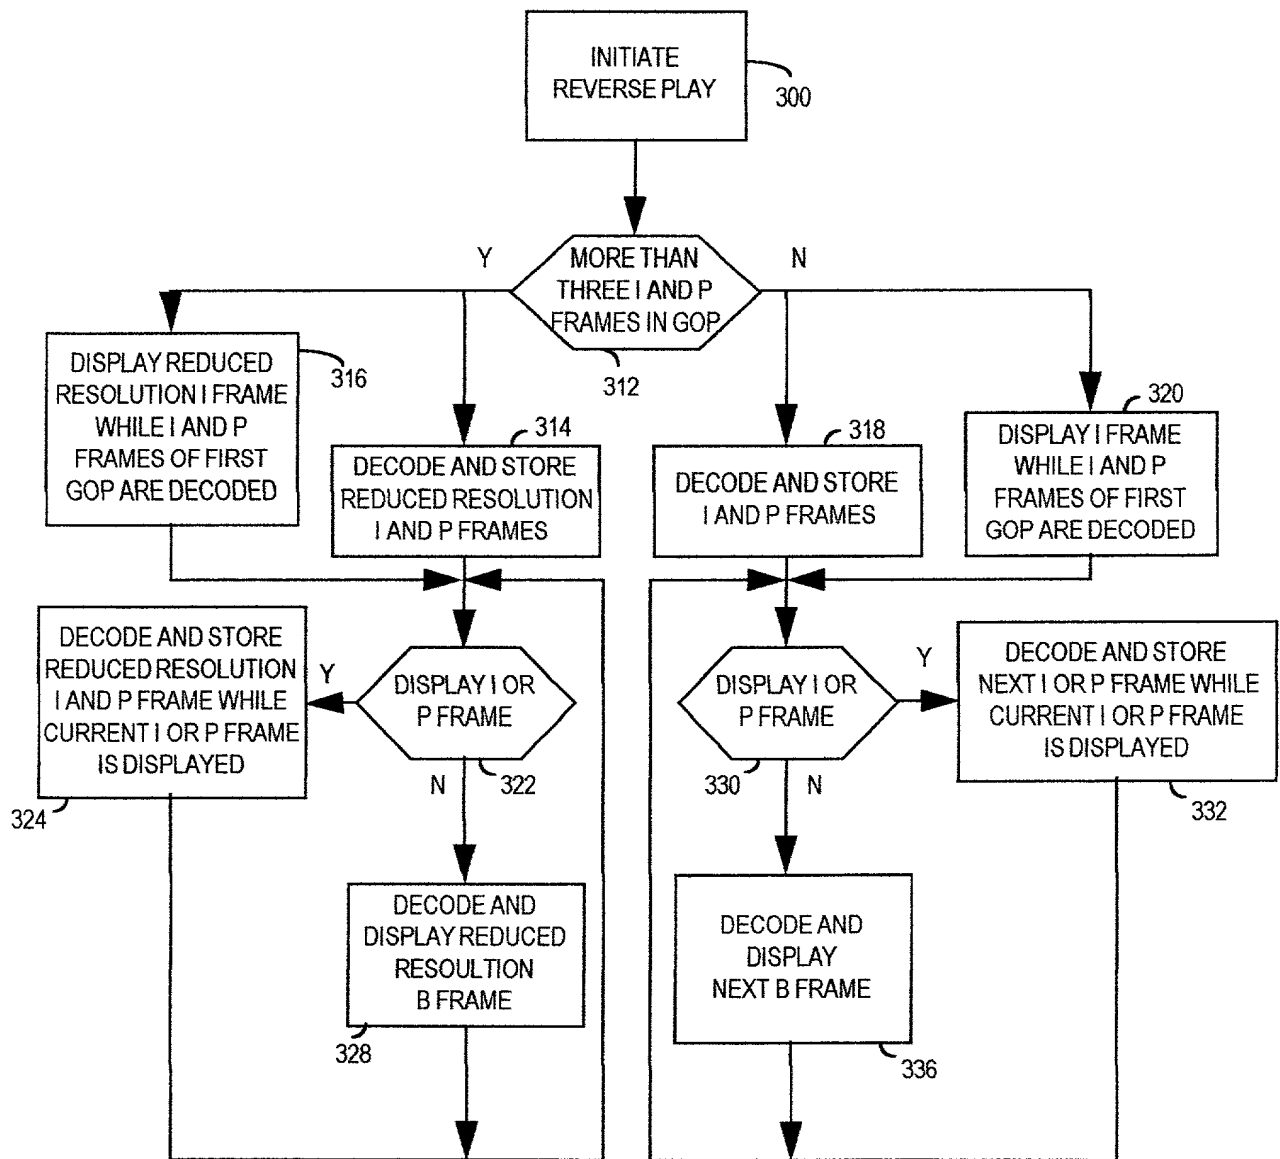 INITIATE
REVERSE PLAY
300
Y
MORE THAN
THREE I AND P
FRAMES IN GOP
N
312
DISPLAY REDUCED
RESOLUTION I FRAME
WHILE I AND P
FRAMES OF FIRST
GOP ARE DECODED
316
314
DECODE AND STORE
REDUCED RESOLUTION
I AND P FRAMES
318
DECODE AND STORE
I AND P FRAMES
320
DISPLAY I FRAME
WHILE I AND P
FRAMES OF FIRST
GOP ARE DECODED
DECODE AND STORE
REDUCED RESOLUTION
I AND P FRAME WHILE
CURRENT I OR P FRAME
IS DISPLAYED
324
Y
DISPLAY I OR
P FRAME
322
N
DISPLAY I OR
P FRAME
330
N
Y
DECODE AND STORE
NEXT I OR P FRAME WHILE
CURRENT I OR P FRAME
IS DISPLAYED
332
DECODE AND
DISPLAY REDUCED
RESOULTION
B FRAME
328
DECODE AND
DISPLAY
NEXT B FRAME
336